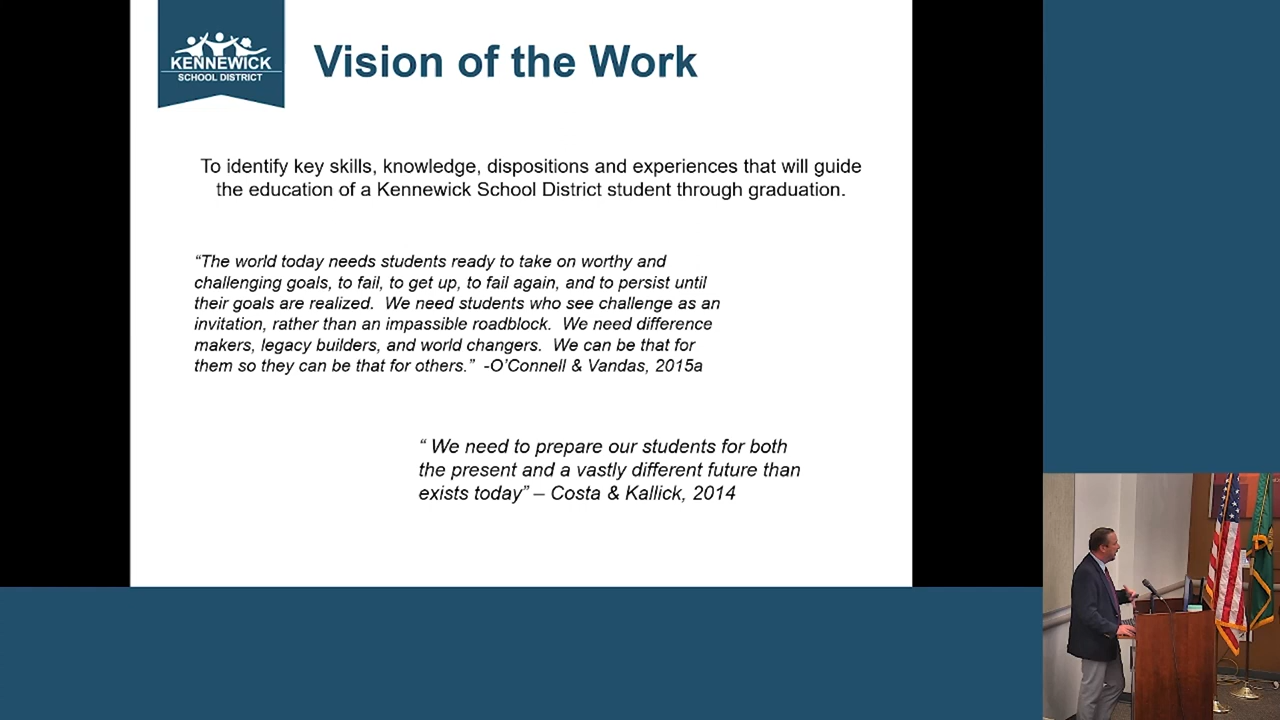 KENNEWICK
SCHOOL DISTRICT
Vision of the Work
To identify key skills, knowledge, dispositions and experiences that will guide
the education of a Kennewick School District student through graduation.
“The world today needs students ready to take on worthy and
challenging goals, to fail, to get up, to fail again, and to persist until
their goals are realized.  We need students who see challenge as an
invitation, rather than an impassible roadblock.  We need difference
makers, legacy builders, and world changers.  We can be that for
them so they can be that for others.”  -O’Connell & Vandas, 2015a
“ We need to prepare our students for both
the present and a vastly different future than
exists today” – Costa & Kallick, 2014